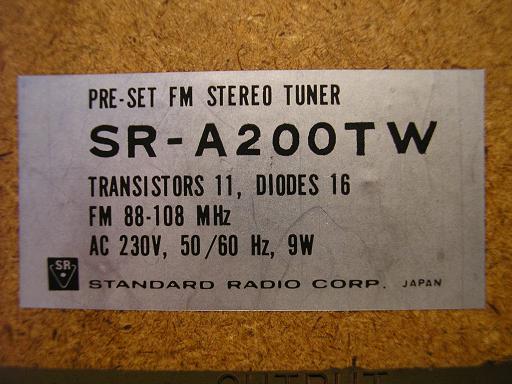 PRE-SET FM STEREO TUNER
SR-A200TW
TRANSISTORS 11, DIODES 16
FM 88-108 MHz
AC 230V, 50/60 Hz, 9W
SR STANDARD RADIO CORP. JAPAN
OUTPUT